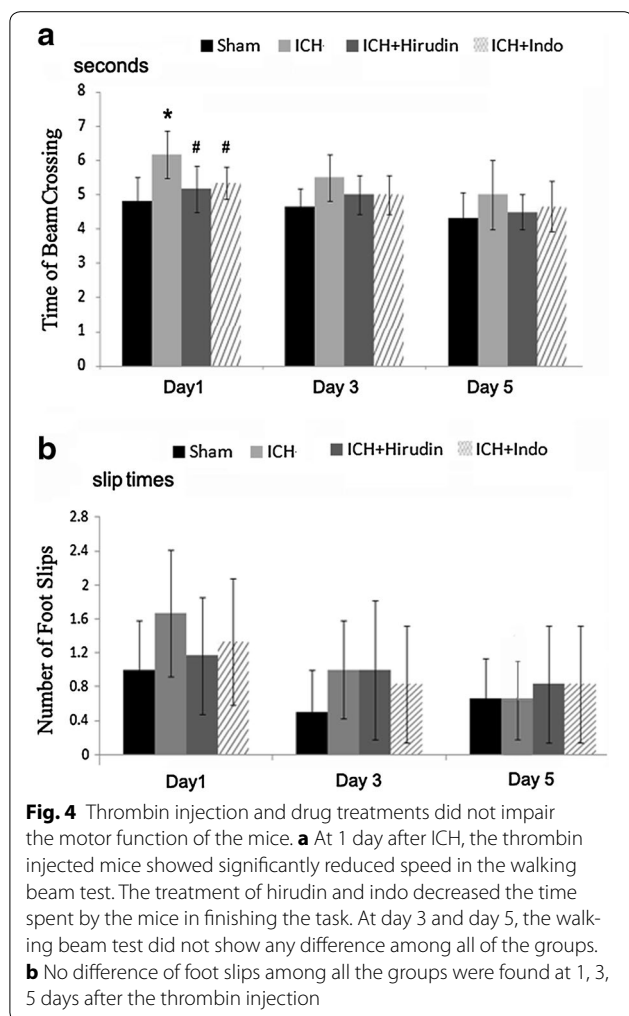 a
Sham ICH ICH+Hirudin ICH+Indo
seconds
Time of Beam Crossing
8
7
6
5
4
3
2
1
0
* # #
Day1 Day 3 Day 5
b
Sham ICH ICH+Hirudin ICH+Indo
slip times
Number of Foot Slips
2.8
2.4
2
1.6
1.2
0.8
0.4
0
Day1 Day 3 Day 5
Fig. 4 Thrombin injection and drug treatments did not impair
the motor function of the mice. a At 1 day after ICH, the thrombin
injected mice showed significantly reduced speed in the walking
beam test. The treatment of hirudin and indo decreased the time
spent by the mice in finishing the task. At day 3 and day 5, the walk-
ing beam test did not show any difference among all of the groups.
b No difference of foot slips among all the groups were found at 1, 3,
5 days after the thrombin injection